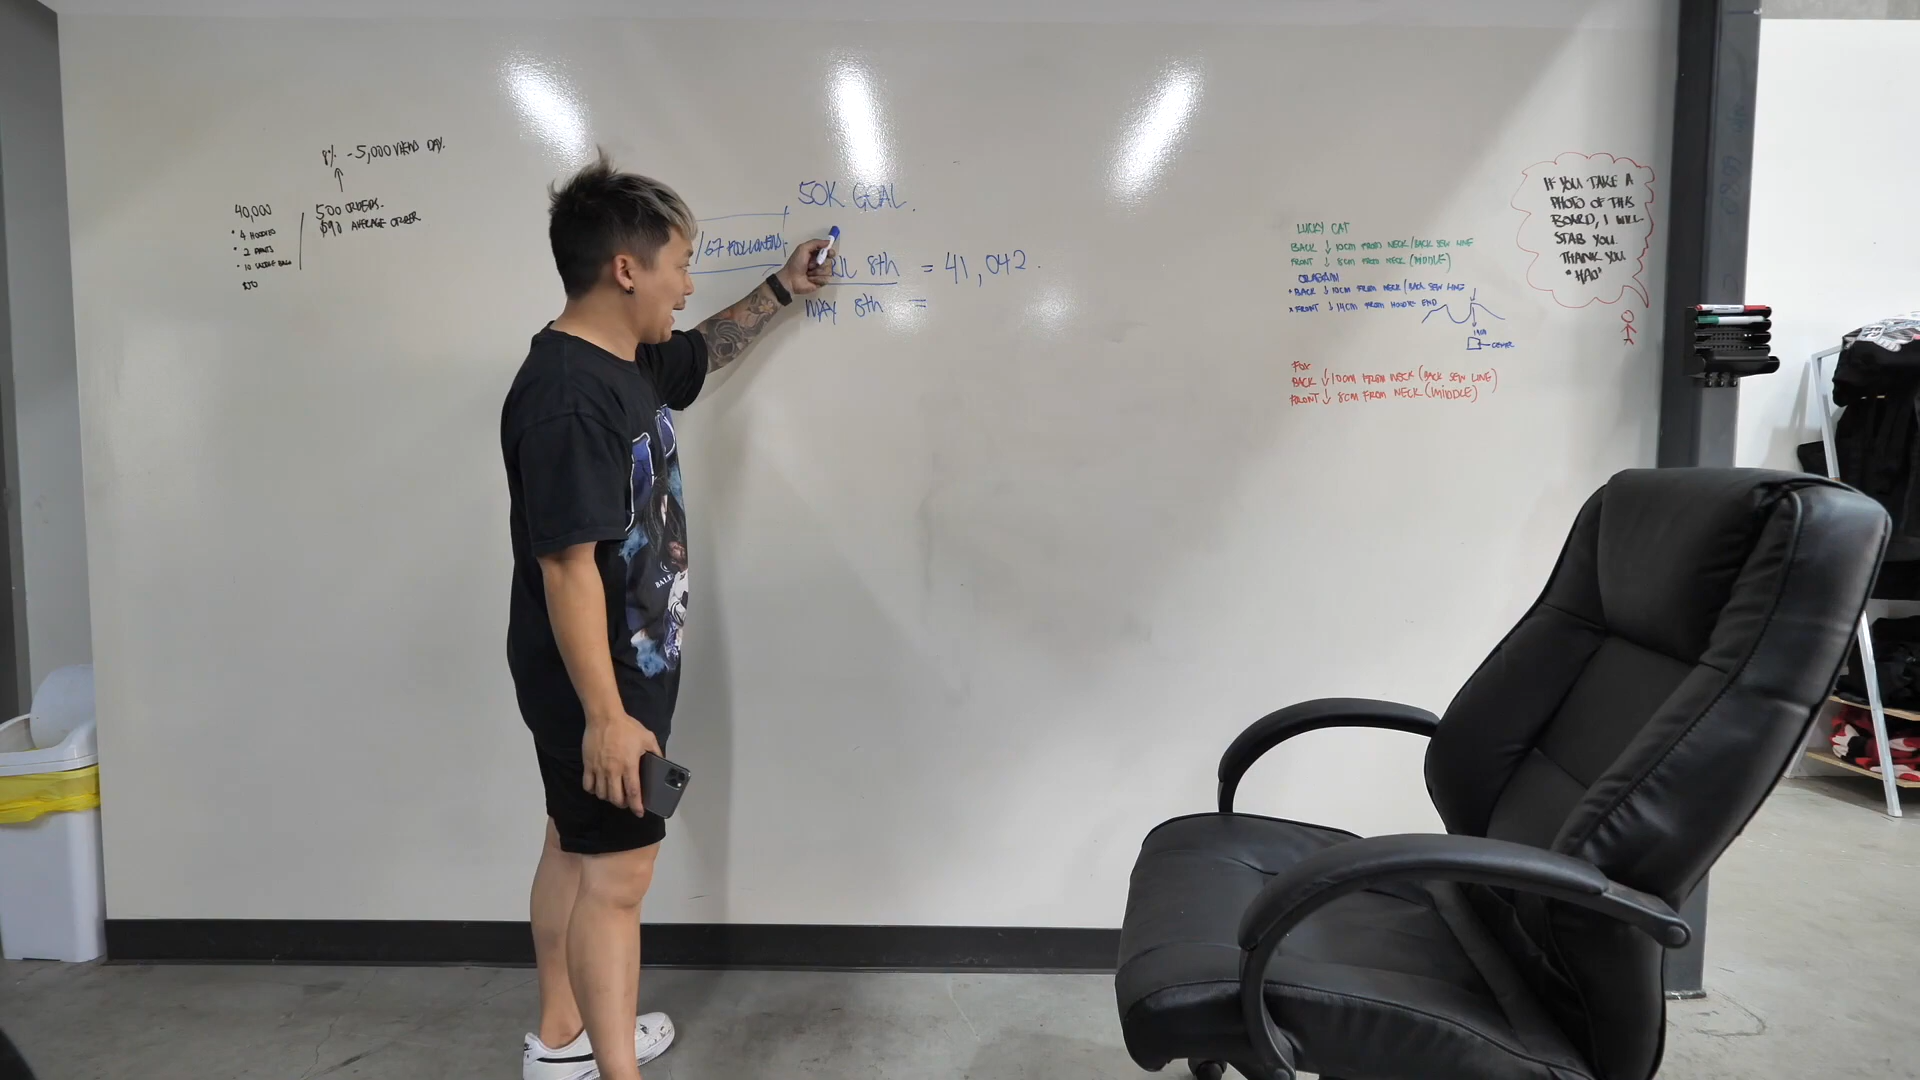 8% - 5,000 VIEWS DAY.
40,000
500 ORDERS.
$90 AVERAGE ORDER
• 4 HOODIES
• 2 PANTS
50K GOAL.
/67 FOLLOWERS
8th = 41,042.
MAY 8th =
LUCKY CAT
BACK ↓ 10CM FROM NECK/BACK SEW LINE
FRONT ↓ 8CM FROM NECK (MIDDLE)
• BACK ↓ 10CM FROM NECK/BACK SEW LINE
• FRONT ↓ 14CM FROM HOODIE END
14CM
CENTER
FOX
BACK ↓ 10CM FROM NECK (BACK SEW LINE)
FRONT ↓ 8CM FROM NECK (MIDDLE)
IF YOU TAKE A
PHOTO OF THIS
BOARD, I WILL
STAB YOU.
THANK YOU
"HAO"